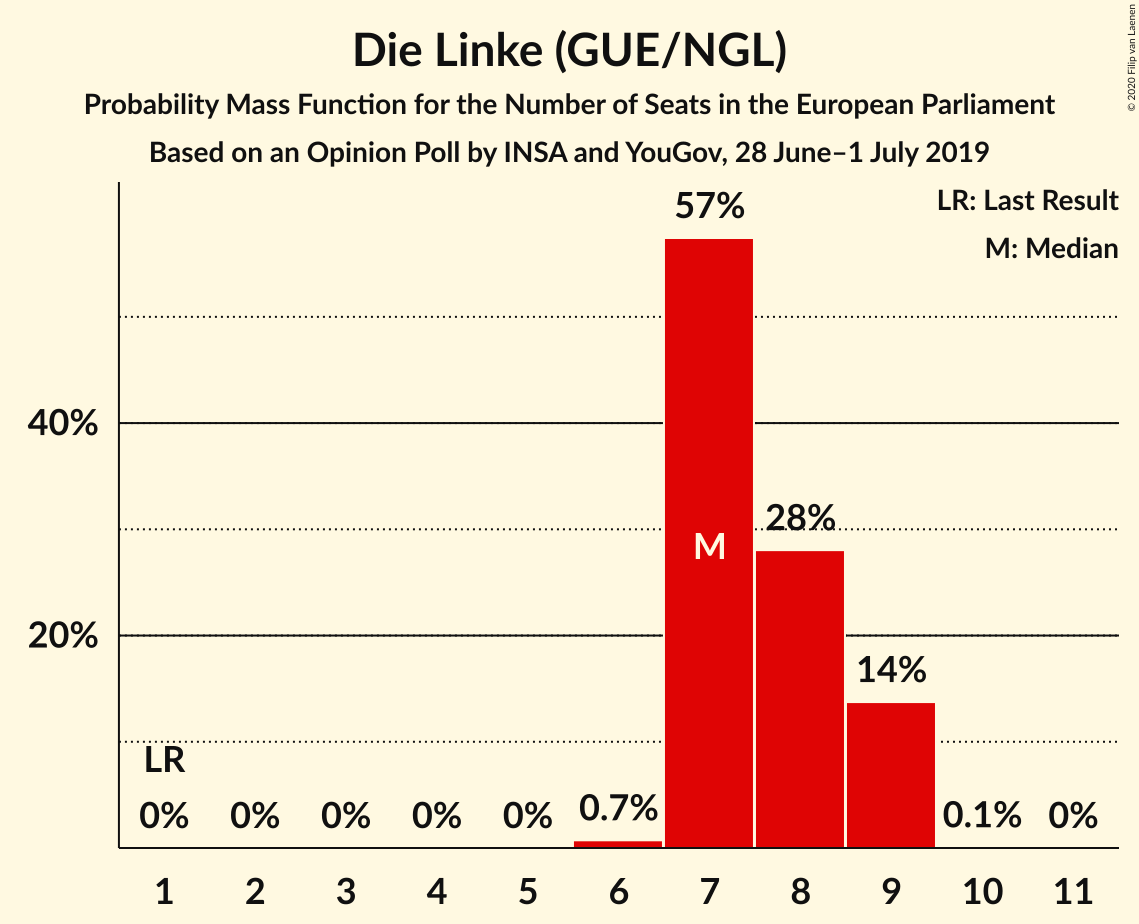 Die Linke (GUE/NGL)
Probability Mass Function for the Number of Seats in the European Parliament
Based on an Opinion Poll by INSA and YouGov, 28 June–1 July 2019
© 2020 Filip van Laenen
LR: Last Result
M: Median
57%
40%
28%
M
20%
14%
LR
0% 0% 0% 0% 0% 0.7% 0.1% 0%
1 2 3 4 5 6 7 8 9 10 11